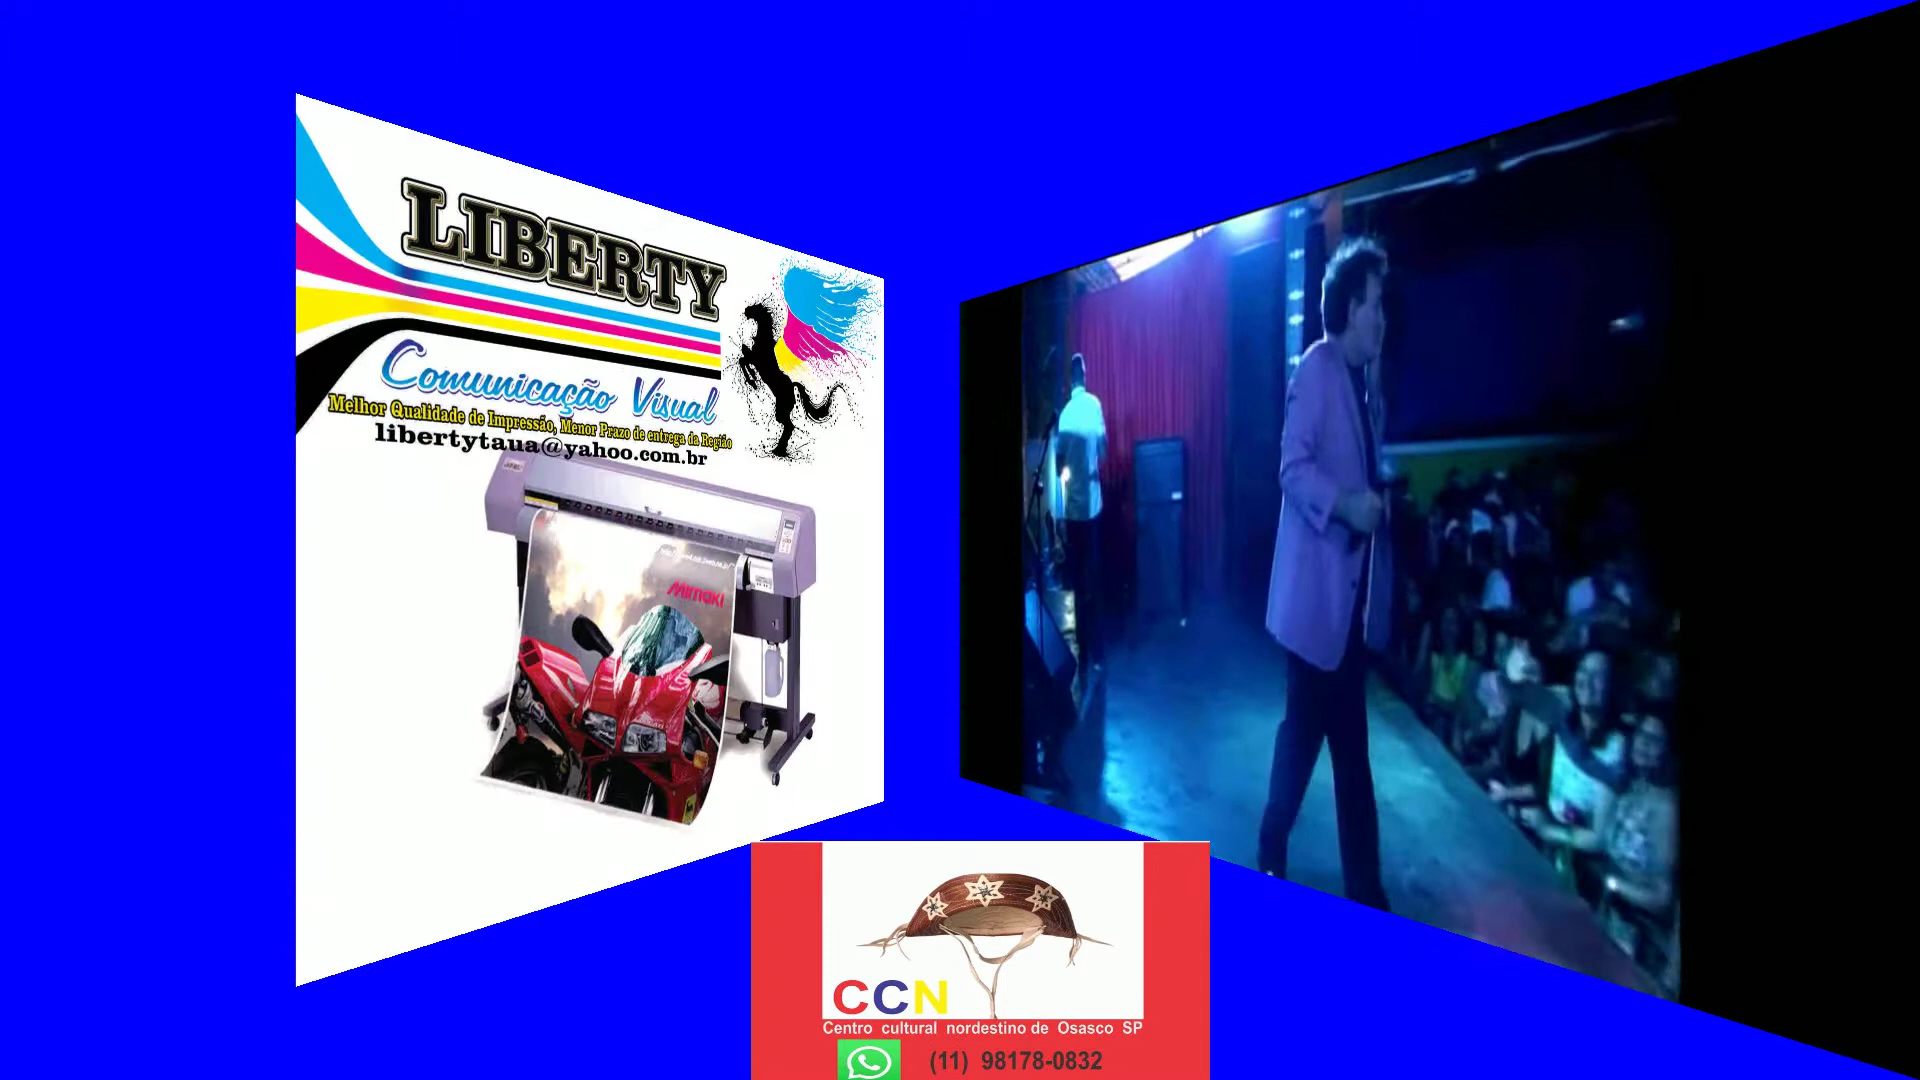 LIBERTY
Comunicação Visual
Melhor Qualidade de Impressão, Menor Prazo de entrega da Região
libertytaua@yahoo.com.br
Mimaki
CCN
Centro cultural nordestino de Osasco SP
(11) 98178-0832